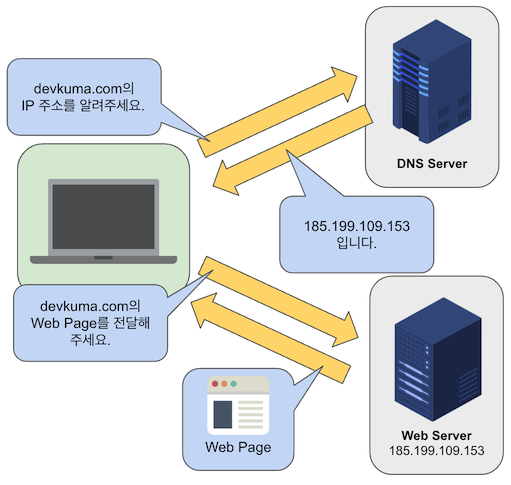 devkuma.com의
IP 주소를 알려주세요.
DNS Server
185.199.109.153
입니다.
devkuma.com의
Web Page를 전달해
주세요.
Web Page
Web Server
185.199.109.153